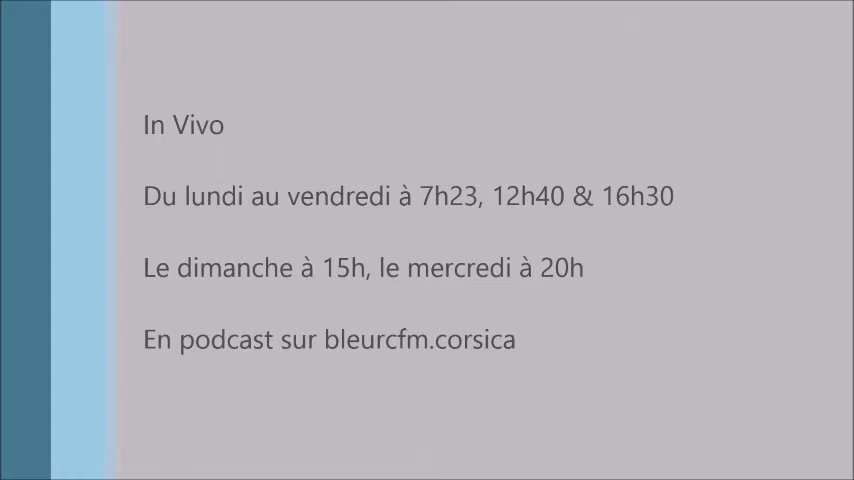 In Vivo
Du lundi au vendredi à 7h23, 12h40 & 16h30
Le dimanche à 15h, le mercredi à 20h
En podcast sur bleurcfm.corsica